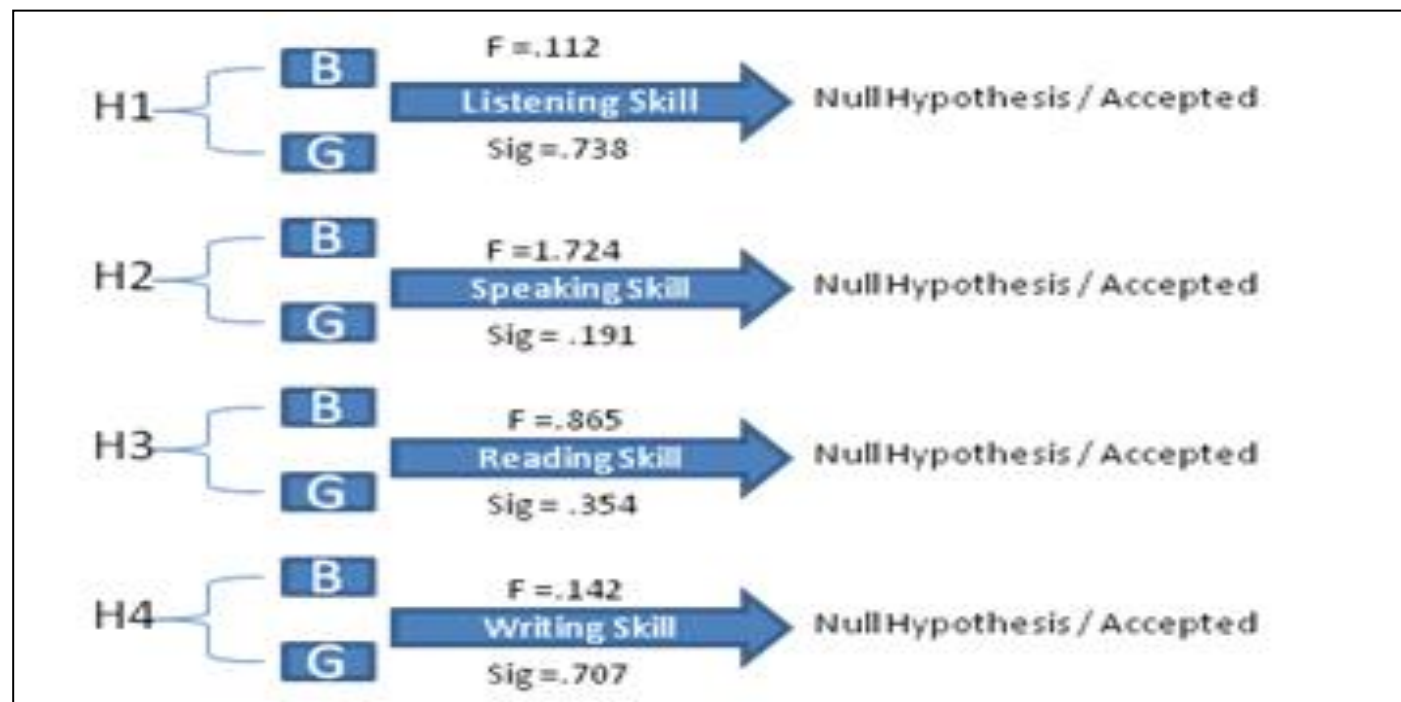 H1
B
G
F =.112
Listening Skill
Sig =.738
Null Hypothesis / Accepted
H2
B
G
F =1.724
Speaking Skill
Sig = .191
Null Hypothesis / Accepted
H3
B
G
F =.865
Reading Skill
Sig = .354
Null Hypothesis / Accepted
H4
B
G
F =.142
Writing Skill
Sig =.707
Null Hypothesis / Accepted